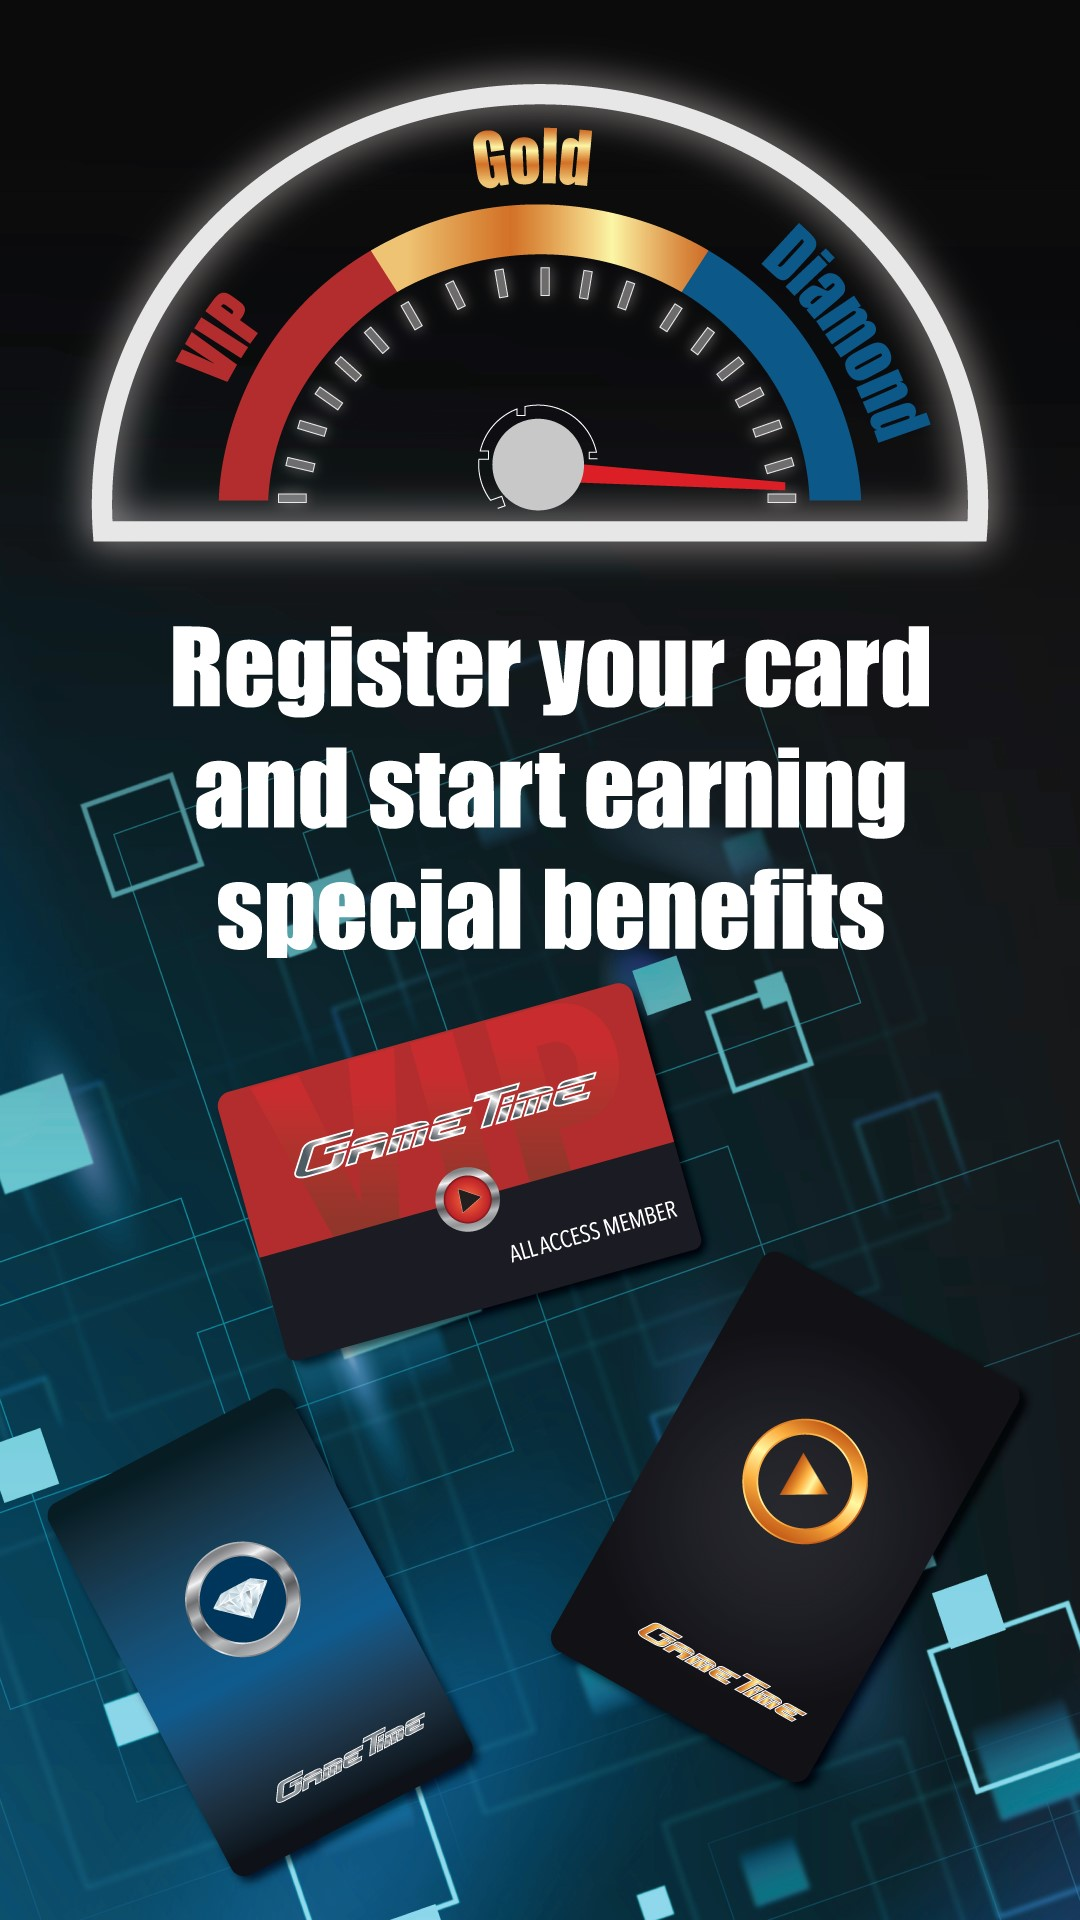 Gold
VIP
Diamond
Register your card
and start earning
special benefits
VIP
GAME TIME
ALL ACCESS MEMBER
GAME TIME
GAME TIME